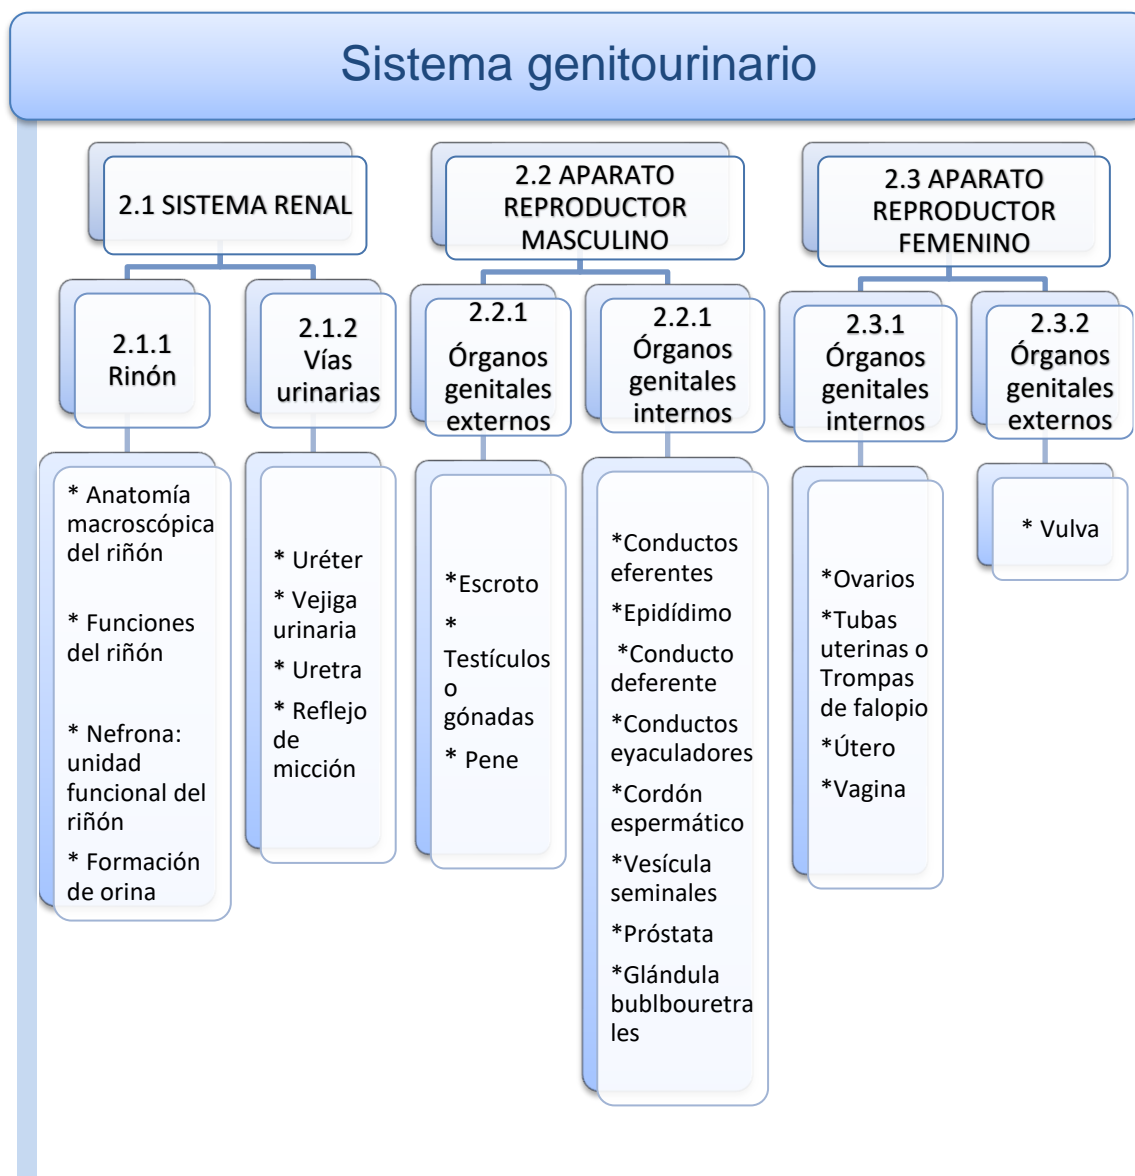 Sistema genitourinario
2.1 SISTEMA RENAL
2.2 APARATO
REPRODUCTOR
MASCULINO
2.3 APARATO
REPRODUCTOR
FEMENINO
2.1.1
Rinón
2.1.2
Vías
urinarias
2.2.1
Órganos
genitales
externos
2.2.1
Órganos
genitales
internos
2.3.1
Órganos
genitales
internos
2.3.2
Órganos
genitales
externos
* Anatomía
macroscópica
del riñón
* Funciones
del riñón
* Nefrona:
unidad
funcional del
riñón
* Formación
de orina
* Uréter
* Vejiga
urinaria
* Uretra
* Reflejo
de
micción
*Escroto
*
Testículos
o
gónadas
* Pene
*Conductos
eferentes
*Epidídimo
*Conducto
deferente
*Conductos
eyaculadores
*Cordón
espermático
*Vesícula
seminales
*Próstata
*Glándula
bublbouretra
les
*Ovarios
*Tubas
uterinas o
Trompas
de falopio
*Útero
*Vagina
* Vulva